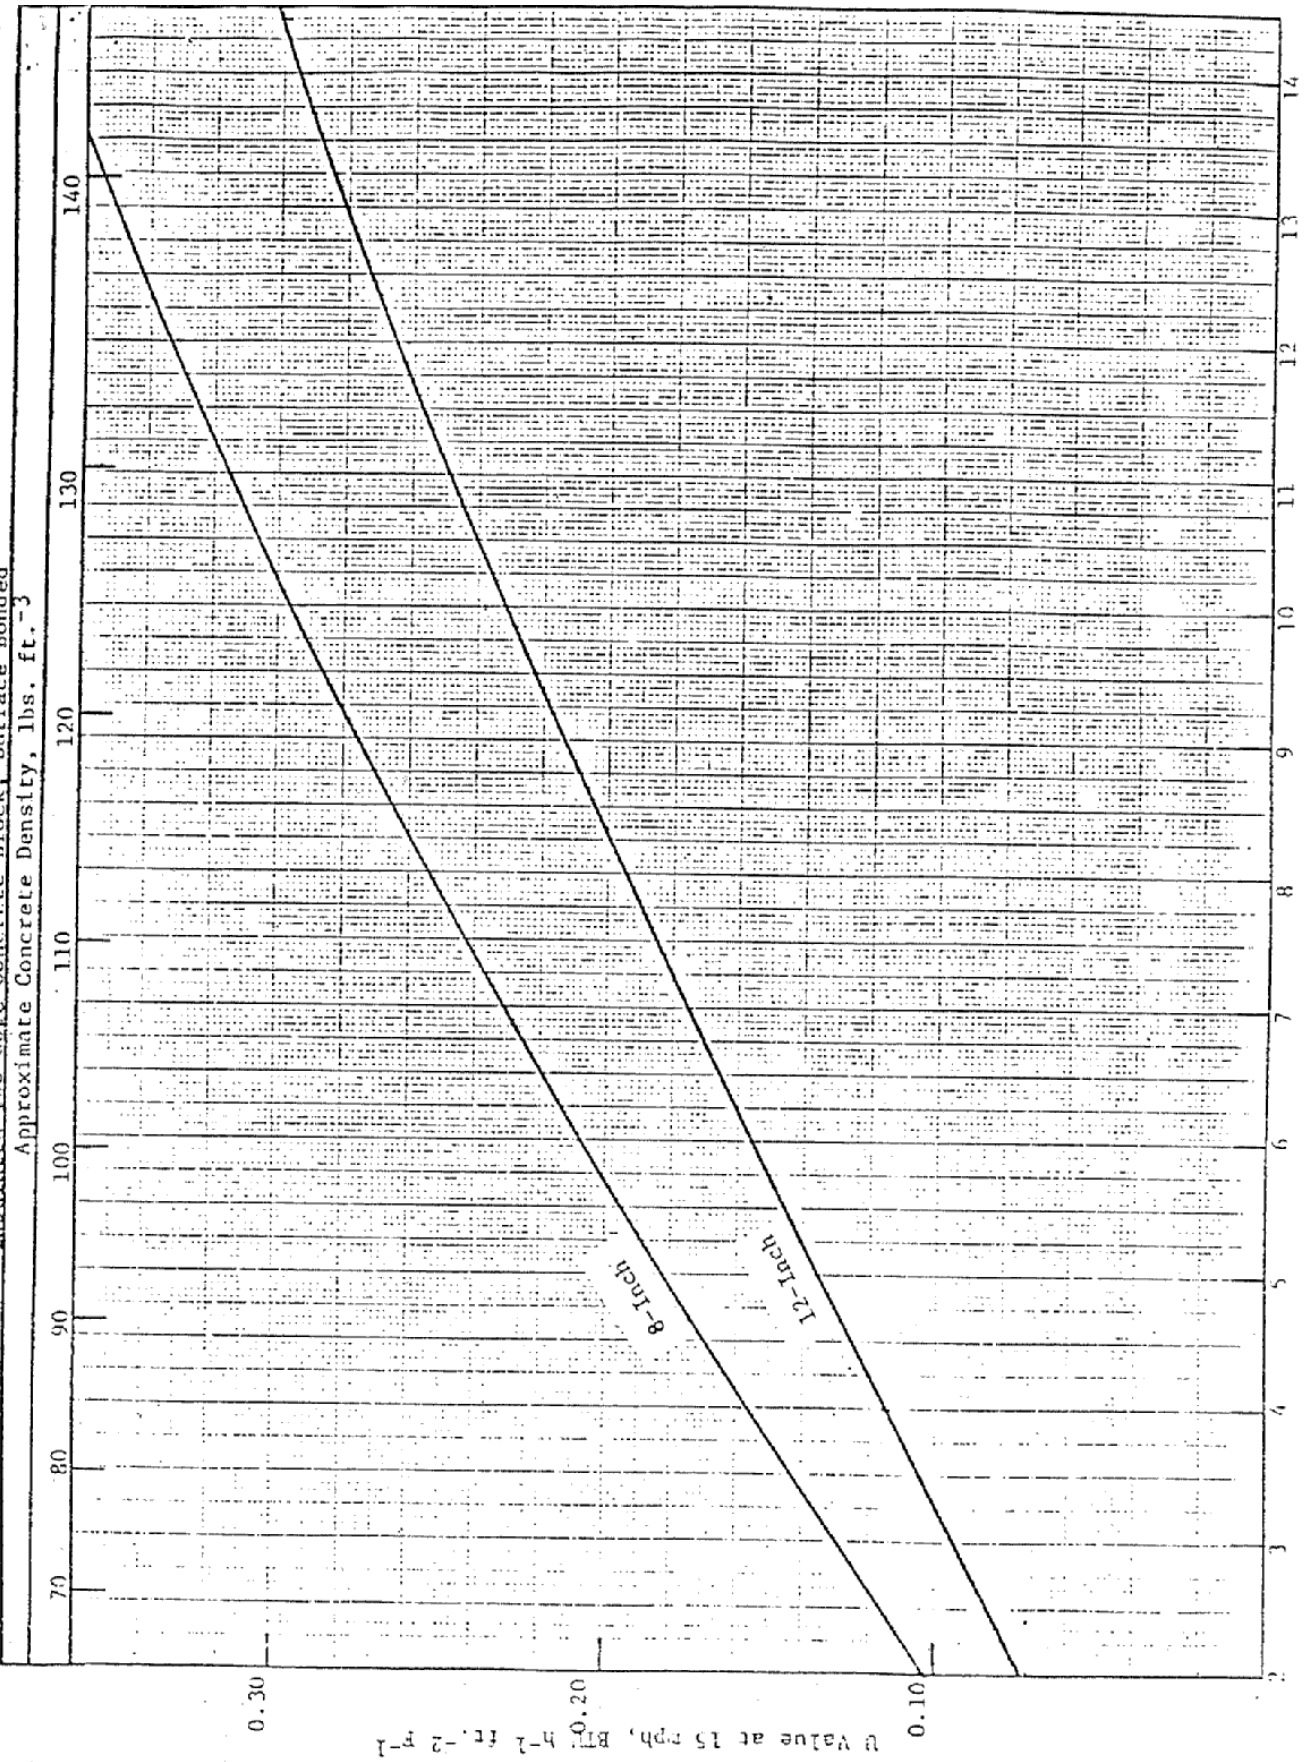 Approximate Concrete Density, lbs. ft.-3
70 80 90 100 110 120 130 140
8-Inch
12-Inch
U Value at 15 mph, BTU h-1 ft.-2 F-1
0.30
0.20
0.10
2 3 4 5 6 7 8 9 10 11 12 13 14